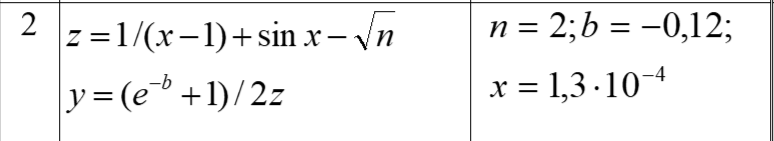 2
z = 1/(x − 1) + sin x − √n
y = (e⁻ᵇ + 1) / 2z
n = 2; b = −0,12;
x = 1,3 · 10⁻⁴